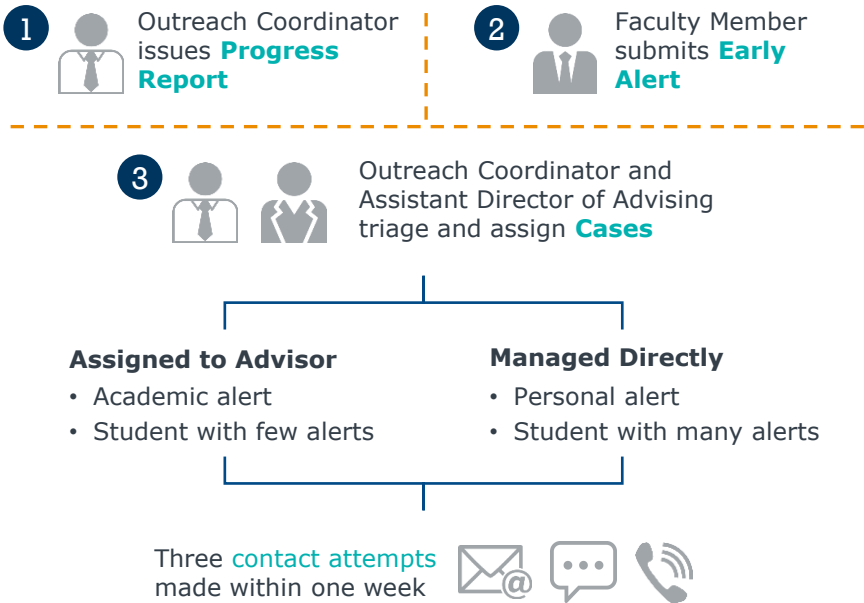 1
Outreach Coordinator
issues Progress
Report
2
Faculty Member
submits Early
Alert
3
Outreach Coordinator and
Assistant Director of Advising
triage and assign Cases
Assigned to Advisor
• Academic alert
• Student with few alerts
Managed Directly
• Personal alert
• Student with many alerts
Three contact attempts
made within one week
@